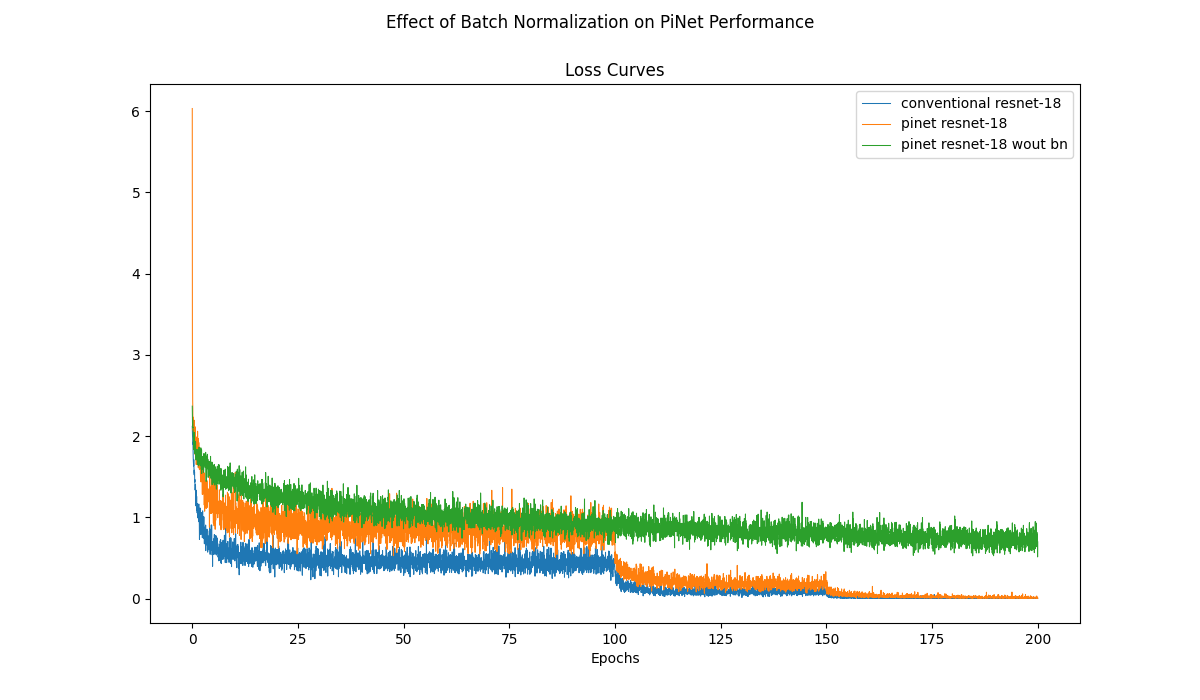 Effect of Batch Normalization on PiNet Performance
Loss Curves
conventional resnet-18
pinet resnet-18
pinet resnet-18 wout bn
6
5
4
3
2
1
0
0 25 50 75 100 125 150 175 200
Epochs